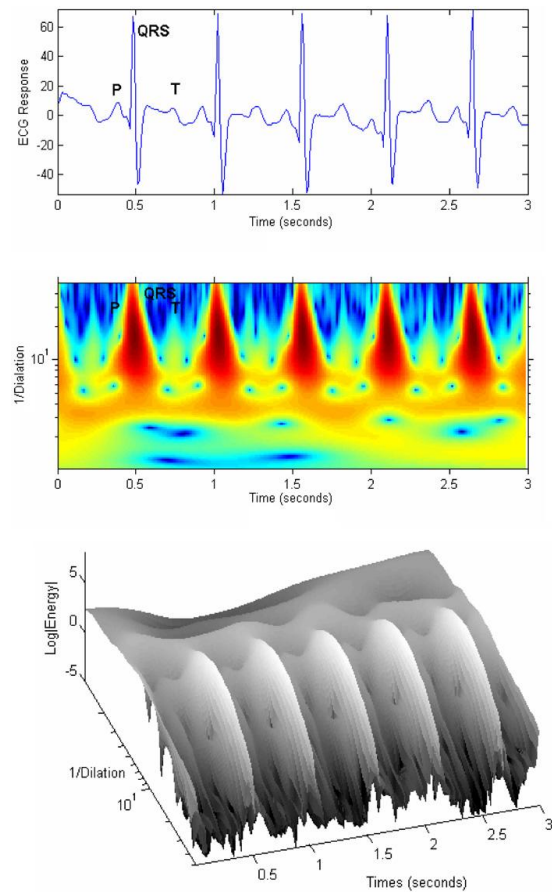 60
40
20
0
-20
-40
ECG Response
QRS
P
T
0 0.5 1 1.5 2 2.5 3
Time (seconds)
1/Dialation
10¹
QRS
P
T
0 0.5 1 1.5 2 2.5 3
Time (seconds)
Log|Energy|
5
0
-5
1/Dilation
10¹
0.5 1 1.5 2 2.5 3
Times (seconds)